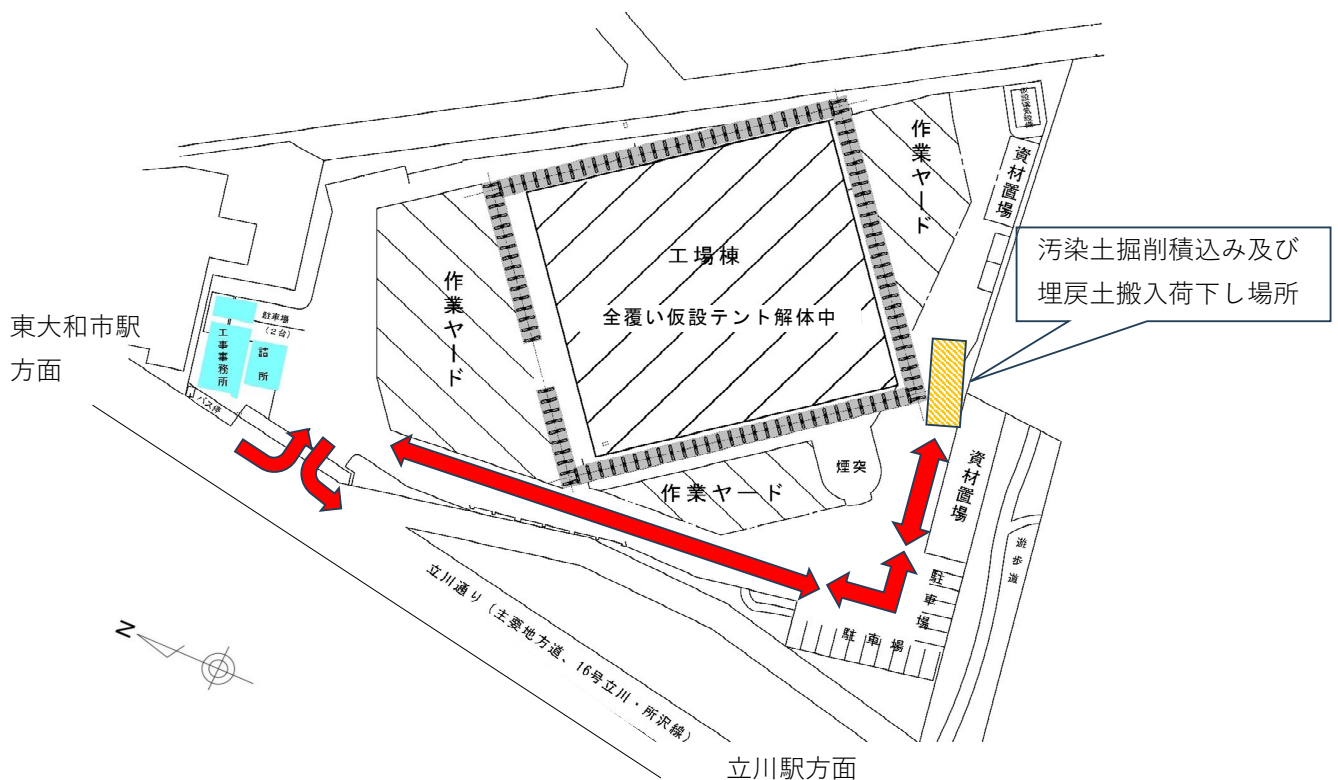 作業ヤード
資材置場
汚染土掘削積込み及び
埋戻土搬入荷下し場所
工場棟
全覆い仮設テント解体中
作業ヤード
東大和市駅
方面
駐車場
(2台)
工事事務所
詰所
バス停
煙突
作業ヤード
資材置場
遊歩道
駐車場
駐車場
立川通り(主要地方道、16号立川・所沢線)
N
立川駅方面